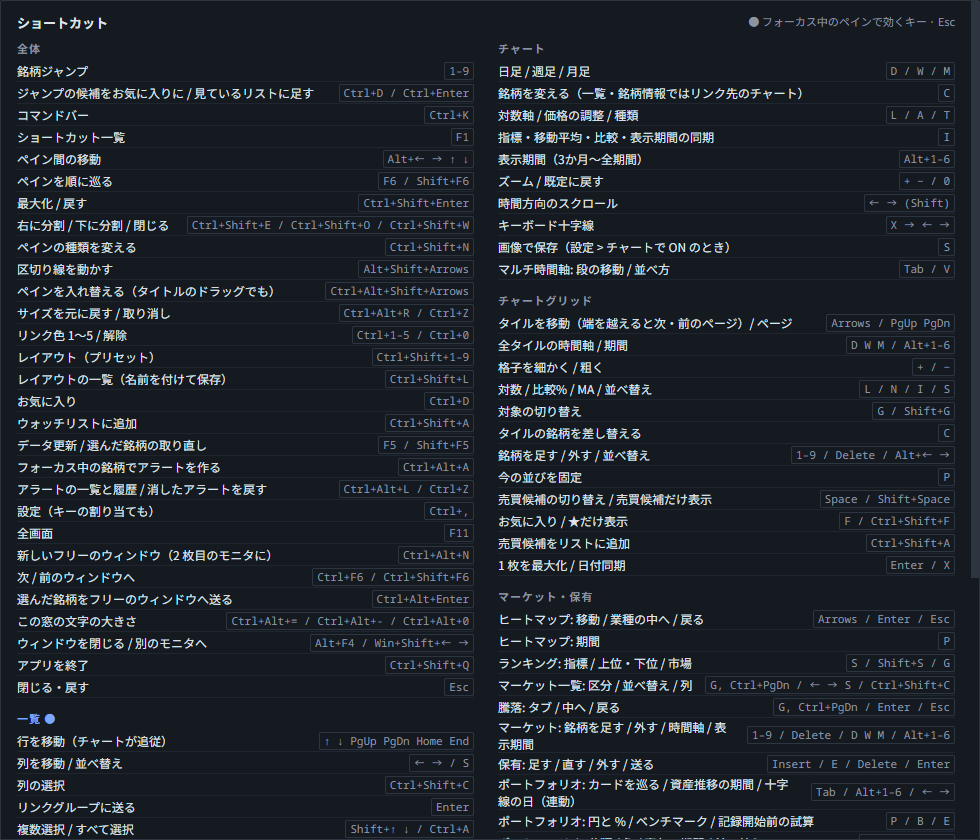 ショートカット
● フォーカス中のペインで効くキー · Esc
全体
銘柄ジャンプ 1-9
ジャンプの候補をお気に入りに / 見ているリストに足す Ctrl+D / Ctrl+Enter
コマンドバー Ctrl+K
ショートカット一覧 F1
ペイン間の移動 Alt+← → ↑ ↓
ペインを順に巡る F6 / Shift+F6
最大化 / 戻す Ctrl+Shift+Enter
右に分割 / 下に分割 / 閉じる Ctrl+Shift+E / Ctrl+Shift+O / Ctrl+Shift+W
ペインの種類を変える Ctrl+Shift+N
区切り線を動かす Alt+Shift+Arrows
ペインを入れ替える（タイトルのドラッグでも） Ctrl+Alt+Shift+Arrows
サイズを元に戻す / 取り消し Ctrl+Alt+R / Ctrl+Z
リンク色 1〜5 / 解除 Ctrl+1-5 / Ctrl+0
レイアウト（プリセット） Ctrl+Shift+1-9
レイアウトの一覧（名前を付けて保存） Ctrl+Shift+L
お気に入り Ctrl+D
ウォッチリストに追加 Ctrl+Shift+A
データ更新 / 選んだ銘柄の取り直し F5 / Shift+F5
フォーカス中の銘柄でアラートを作る Ctrl+Alt+A
アラートの一覧と履歴 / 消したアラートを戻す Ctrl+Alt+L / Ctrl+Z
設定（キーの割り当ても） Ctrl+,
全画面 F11
新しいフリーのウィンドウ（2 枚目のモニタに） Ctrl+Alt+N
次 / 前のウィンドウへ Ctrl+F6 / Ctrl+Shift+F6
選んだ銘柄をフリーのウィンドウへ送る Ctrl+Alt+Enter
この窓の文字の大きさ Ctrl+Alt+= / Ctrl+Alt+- / Ctrl+Alt+0
ウィンドウを閉じる / 別のモニタへ Alt+F4 / Win+Shift+← →
アプリを終了 Ctrl+Shift+Q
閉じる・戻す Esc
一覧 ●
行を移動（チャートが追従） ↑ ↓ PgUp PgDn Home End
列を移動 / 並べ替え ← → / S
列の選択 Ctrl+Shift+C
リンクグループに送る Enter
複数選択 / すべて選択 Shift+↑ ↓ / Ctrl+A
チャート
日足 / 週足 / 月足 D / W / M
銘柄を変える（一覧・銘柄情報ではリンク先のチャート） C
対数軸 / 価格の調整 / 種類 L / A / T
指標・移動平均・比較・表示期間の同期 I
表示期間（3か月〜全期間） Alt+1-6
ズーム / 既定に戻す + − / 0
時間方向のスクロール ← → (Shift)
キーボード十字線 X → ← →
画像で保存（設定 > チャートで ON のとき） S
マルチ時間軸: 段の移動 / 並べ方 Tab / V
チャートグリッド
タイルを移動（端を越えると次・前のページ）/ ページ Arrows / PgUp PgDn
全タイルの時間軸 / 期間 D W M / Alt+1-6
格子を細かく / 粗く + / −
対数 / 比較% / MA / 並べ替え L / N / I / S
対象の切り替え G / Shift+G
タイルの銘柄を差し替える C
銘柄を足す / 外す / 並べ替え 1-9 / Delete / Alt+← →
今の並びを固定 P
売買候補の切り替え / 売買候補だけ表示 Space / Shift+Space
お気に入り / ★だけ表示 F / Ctrl+Shift+F
売買候補をリストに追加 Ctrl+Shift+A
1 枚を最大化 / 日付同期 Enter / X
マーケット・保有
ヒートマップ: 移動 / 業種の中へ / 戻る Arrows / Enter / Esc
ヒートマップ: 期間 P
ランキング: 指標 / 上位・下位 / 市場 S / Shift+S / G
マーケット一覧: 区分 / 並べ替え / 列 G, Ctrl+PgDn / ← → S / Ctrl+Shift+C
騰落: タブ / 中へ / 戻る G, Ctrl+PgDn / Enter / Esc
マーケット: 銘柄を足す / 外す / 時間軸 / 表 1-9 / Delete / D W M / Alt+1-6
示期間
保有: 足す / 直す / 外す / 送る Insert / E / Delete / Enter
ポートフォリオ: カードを巡る / 資産推移の期間 / 十字 Tab / Alt+1-6 / ← →
線の日（連動）
ポートフォリオ: 円と % / ベンチマーク / 記録開始前の試算 P / B / E